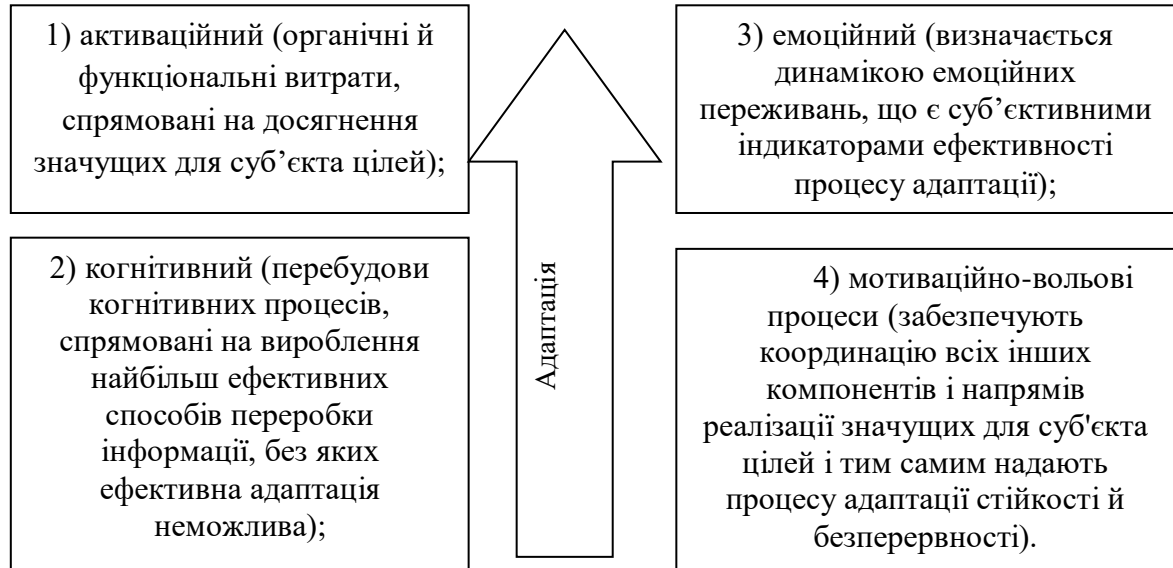 1) активаційний (органічні й
функціональні витрати,
спрямовані на досягнення
значущих для суб’єкта цілей);
2) когнітивний (перебудови
когнітивних процесів,
спрямовані на вироблення
найбільш ефективних
способів переробки
інформації, без яких
ефективна адаптація
неможлива);
Адаптація
3) емоційний (визначається
динамікою емоційних
переживань, що є суб’єктивними
індикаторами ефективності
процесу адаптації);
4) мотиваційно-вольові
процеси (забезпечують
координацію всіх інших
компонентів і напрямів
реалізації значущих для суб'єкта
цілей і тим самим надають
процесу адаптації стійкості й
безперервності).